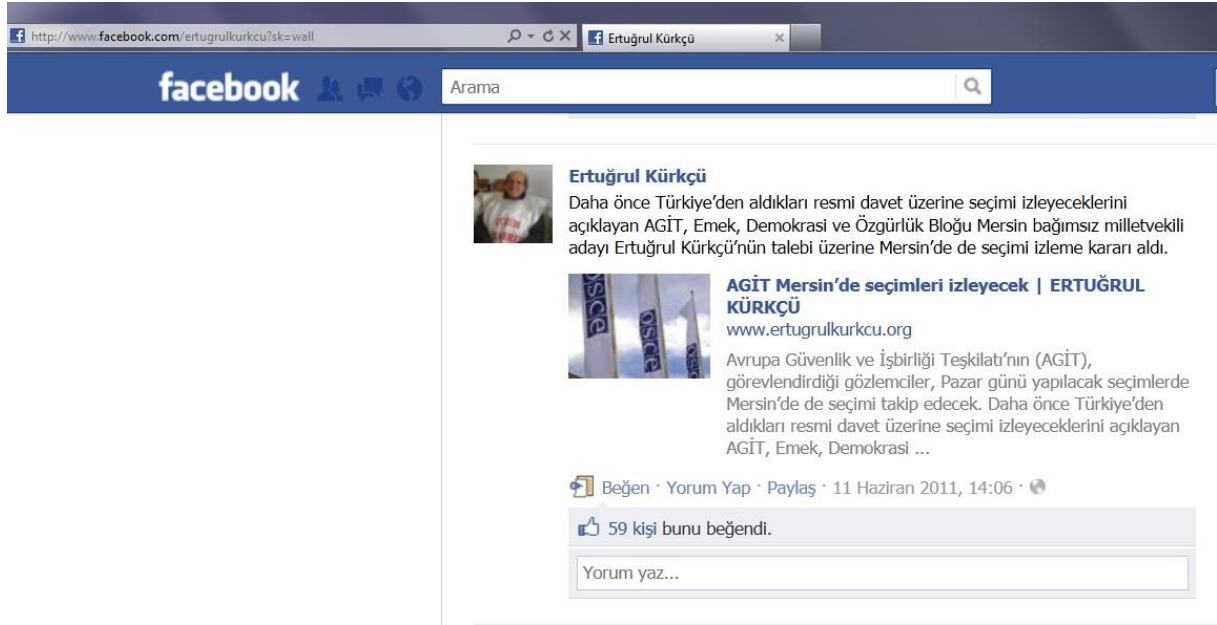 http://www.facebook.com/ertugrulkurkcu?sk=wall
Ertuğrul Kürkçü
facebook
Arama
Ertuğrul Kürkçü
Daha önce Türkiye'den aldıkları resmi davet üzerine seçimi izleyeceklerini
açıklayan AGİT, Emek, Demokrasi ve Özgürlük Bloğu Mersin bağımsız milletvekili
adayı Ertuğrul Kürkçü'nün talebi üzerine Mersin'de de seçimi izleme kararı aldı.
OSCE
OSCE
OSCE
AGİT Mersin'de seçimleri izleyecek | ERTUĞRUL
KÜRKÇÜ
www.ertugrulkurkcu.org
Avrupa Güvenlik ve İşbirliği Teşkilatı'nın (AGİT),
görevlendirdiği gözlemciler, Pazar günü yapılacak seçimlerde
Mersin'de de seçimi takip edecek. Daha önce Türkiye'den
aldıkları resmi davet üzerine seçimi izleyeceklerini açıklayan
AGİT, Emek, Demokrasi ...
Beğen · Yorum Yap · Paylaş · 11 Haziran 2011, 14:06 ·
59 kişi bunu beğendi.
Yorum yaz...